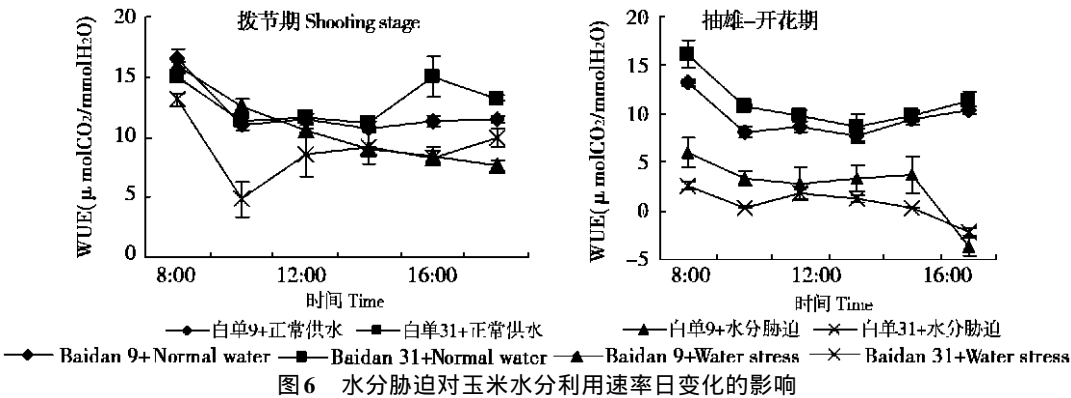 拨节期 Shooting stage
WUE(μ molCO2/mmolH2O)
20
15
10
5
0
8:00 12:00 16:00
时间 Time
抽雄-开花期
WUE(μ molCO2/mmolH2O)
20
15
10
5
0
-5
8:00 12:00 16:00
时间 Time
白单9+正常供水 白单31+正常供水 白单9+水分胁迫 白单31+水分胁迫
Baidan 9+Normal water Baidan 31+Normal water Baidan 9+Water stress Baidan 31+Water stress
图6 水分胁迫对玉米水分利用速率日变化的影响